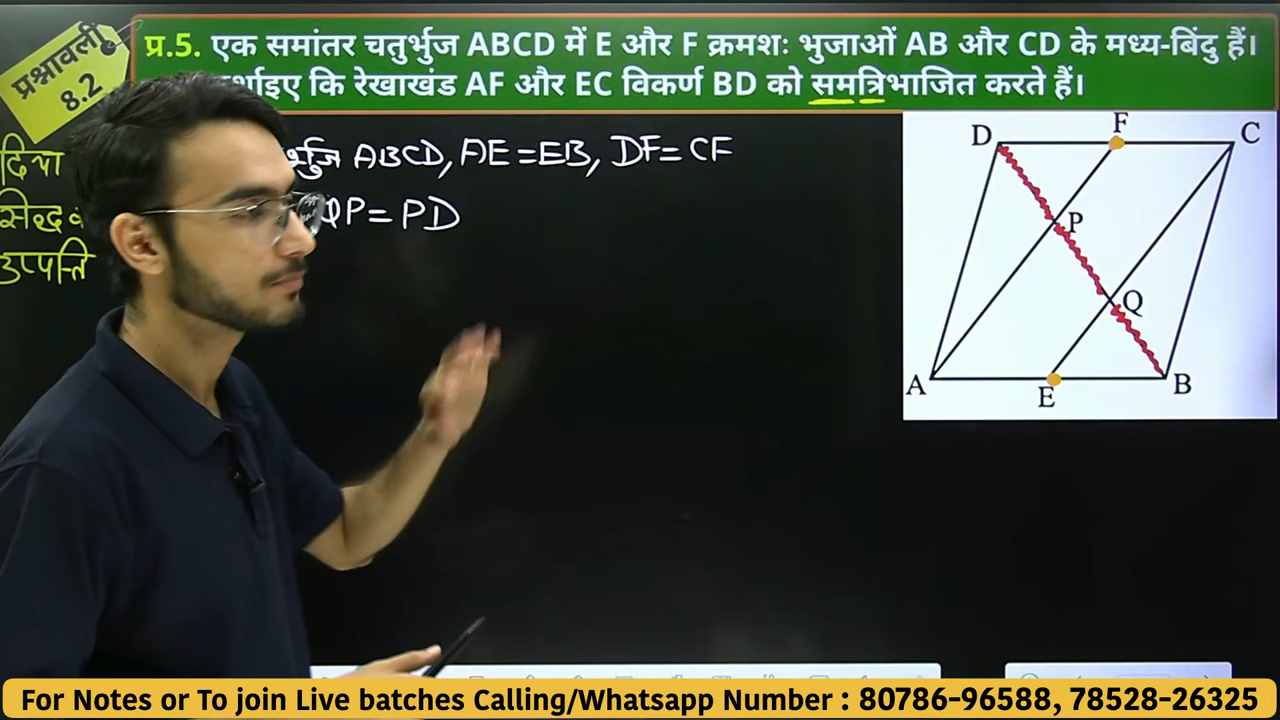 प्रश्नावली
8.2
प्र.5. एक समांतर चतुर्भुज ABCD में E और F क्रमशः भुजाओं AB और CD के मध्य-बिंदु हैं।
कि रेखाखंड AF और EC विकर्ण BD को समत्रिभाजित करते हैं।
दिया
ABCD, AE=EB, DF=CF
सिद्ध
QP=PD
उपपत्ति
D F C
P
Q
A E B
For Notes or To join Live batches Calling/Whatsapp Number : 80786-96588, 78528-26325